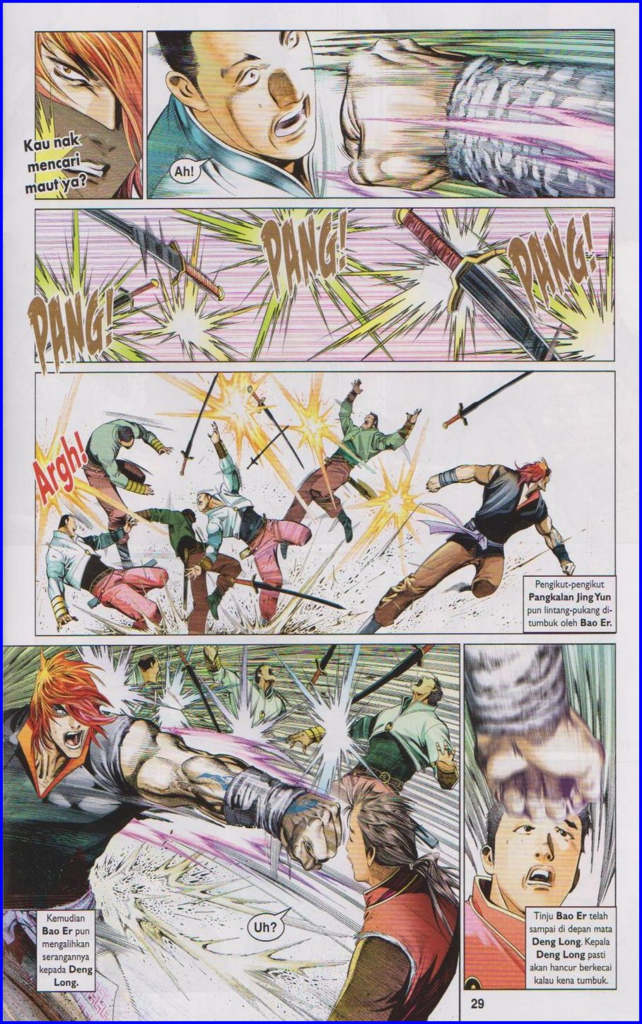 Kau nak
mencari
maut ya?
Ah!
PANG!
PANG!
PANG!
Argh!
Pengikut-pengikut
Pangkalan Jing Yun
pun lintang-pukang di-
tumbuk oleh Bao Er.
Kemudian
Bao Er pun
mengalihkan
serangannya
kepada Deng
Long.
Uh?
Tinju Bao Er telah
sampai di depan mata
Deng Long. Kepala
Deng Long pasti
akan hancur berkecai
kalau kena tumbuk.
29